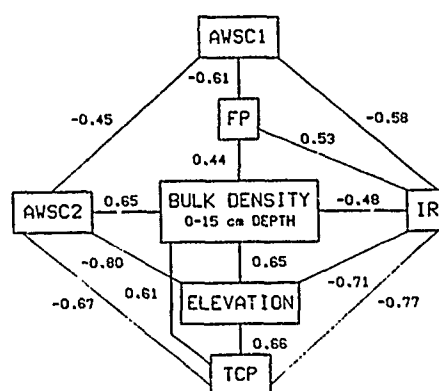 AWSC1
-0.61
-0.45
-0.58
FP
0.53
0.44
AWSC2
0.65
BULK DENSITY
0-15 cm DEPTH
-0.48
IR
-0.80
0.65
-0.71
-0.67
0.61
ELEVATION
-0.77
0.66
TCP